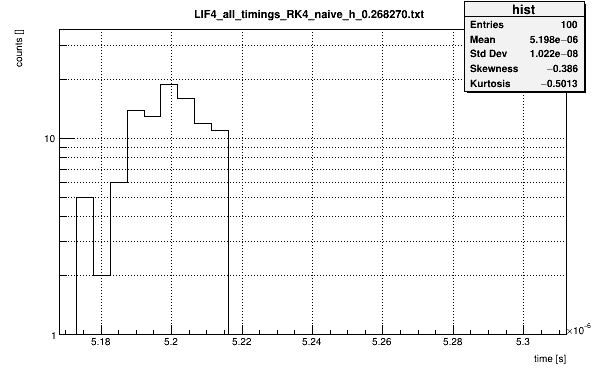 LIF4_all_timings_RK4_naive_h_0.268270.txt
hist
Entries 100
Mean 5.198e−06
Std Dev 1.022e−08
Skewness −0.386
Kurtosis −0.5013
counts []
10
1
5.18 5.2 5.22 5.24 5.26 5.28 5.3
×10⁻⁶
time [s]